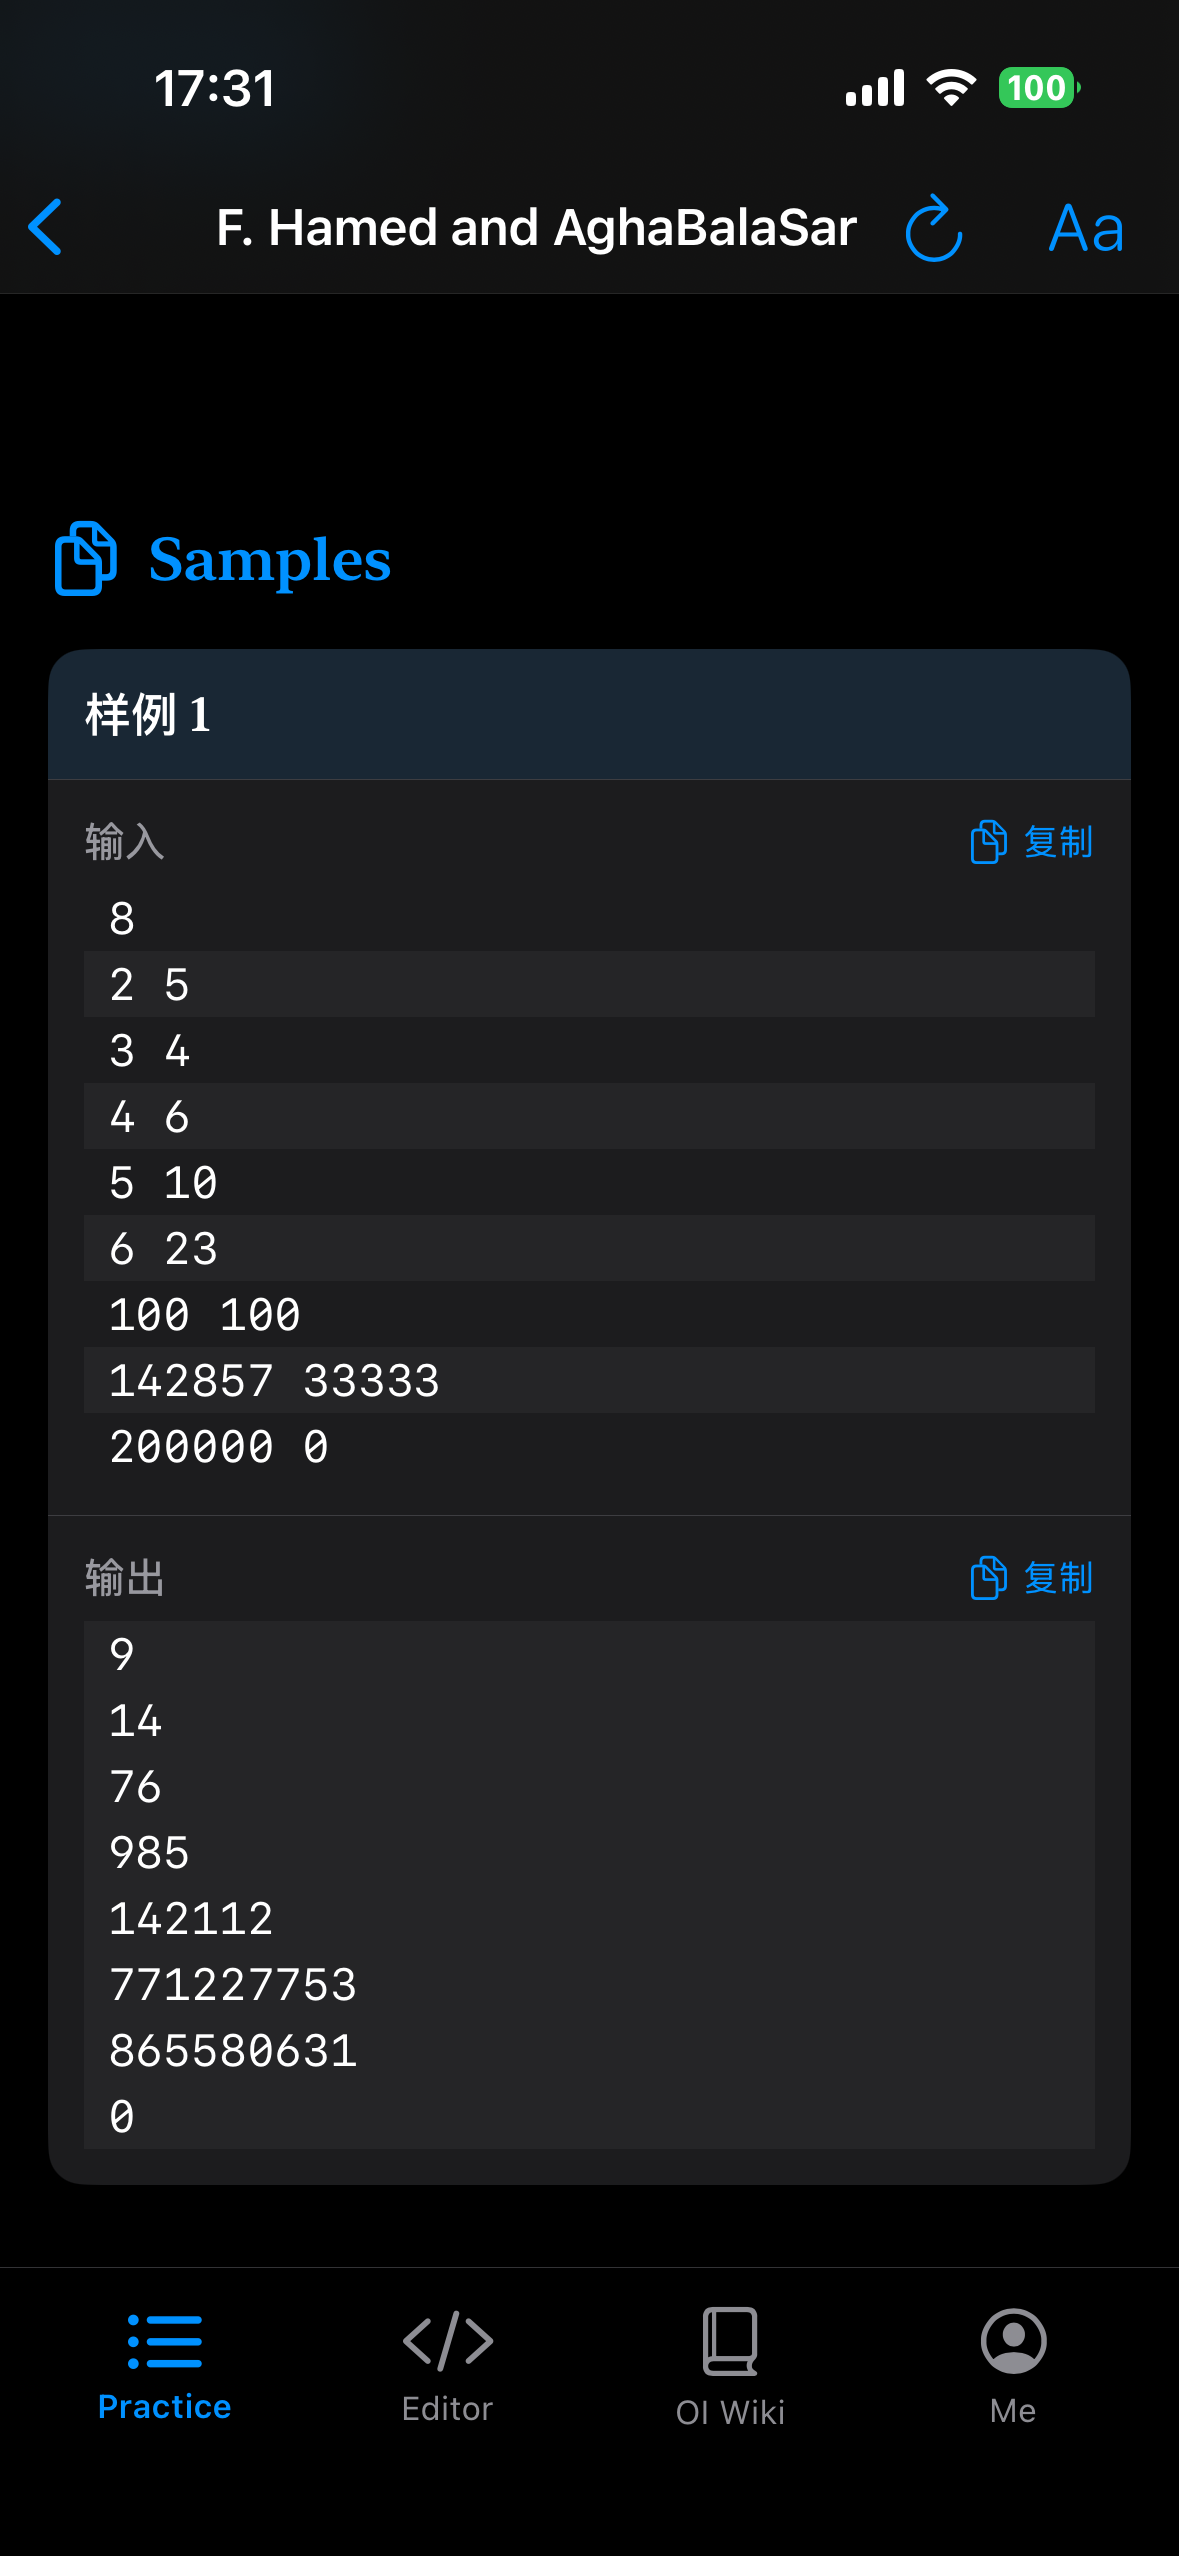 17:31
100
F. Hamed and AghaBalaSar
Aa
Samples
样例 1
输入
复制
8
2 5
3 4
4 6
5 10
6 23
100 100
142857 33333
200000 0
输出
复制
9
14
76
985
142112
771227753
865580631
0
Practice
Editor
OI Wiki
Me